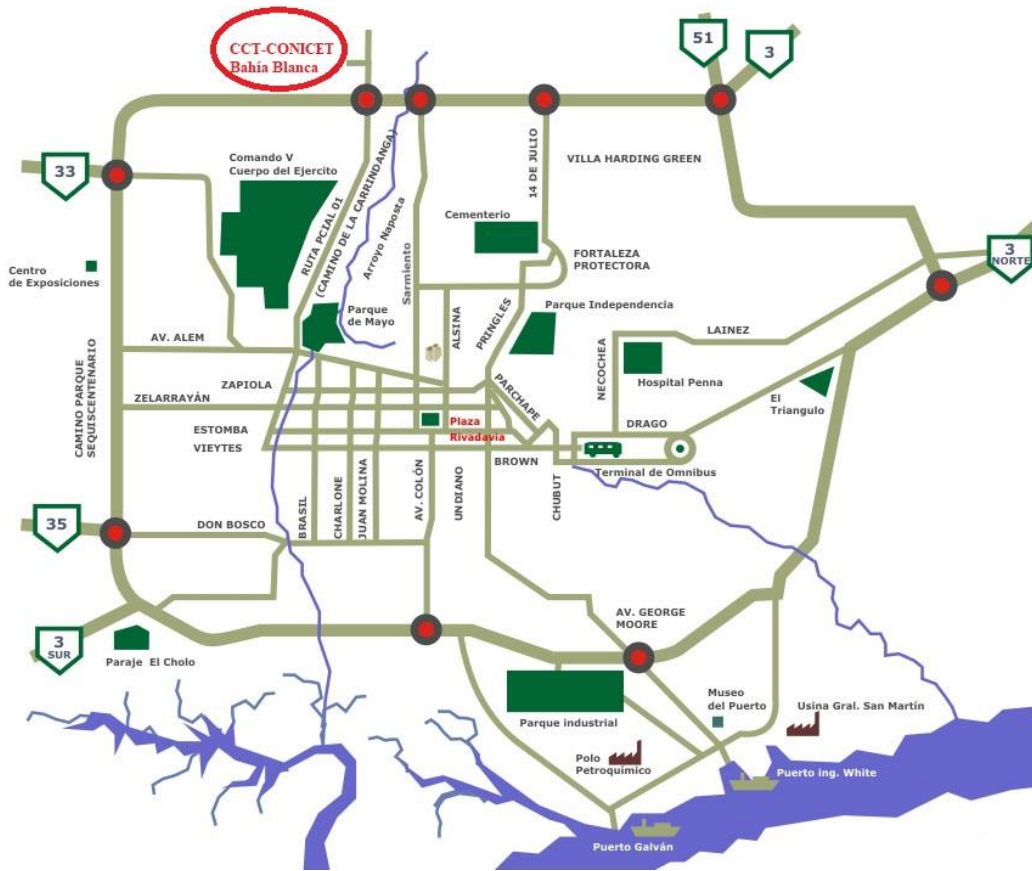 CCT-CONICET
Bahía Blanca
51
3
33
Comando V
Cuerpo del Ejercito
RUTA PCIAL 01
(CAMINO DE LA CARRINDANGA)
Arroyo Naposta
Sarmiento
14 DE JULIO
VILLA HARDING GREEN
Cementerio
FORTALEZA
PROTECTORA
3
NORTE
Centro
de Exposiciones
Parque
de Mayo
ALSINA
PRINGLES
Parque Independencia
LAINEZ
AV. ALEM
CAMINO PARQUE
SEQUISCENTENARIO
ZAPIOLA
ZELARRAYÁN
PARCHAPE
NECOCHEA
Hospital Penna
El
Triangulo
ESTOMBA
VIEYTES
Plaza
Rivadavia
DRAGO
BROWN
Terminal de Omnibus
BRASIL
CHARLONE
JUAN MOLINA
AV. COLÓN
UNDIANO
CHUBUT
35
DON BOSCO
AV. GEORGE
MOORE
3
SUR
Paraje El Cholo
Parque industrial
Museo
del Puerto
Usina Gral. San Martín
Polo
Petroquímico
Puerto ing. White
Puerto Galván